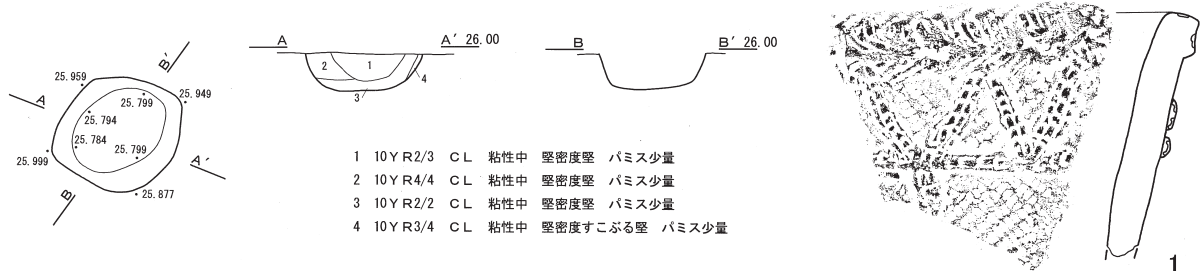 A
A′ 26.00
B
B′ 26.00
1
2
3
4
B′
25.959
25.949
25.799
A
25.794
25.784
25.799
25.999
A′
B
25.877
1 10YR2/3 CL 粘性中 堅密度堅 パミス少量
2 10YR4/4 CL 粘性中 堅密度堅 パミス少量
3 10YR2/2 CL 粘性中 堅密度堅 パミス少量
4 10YR3/4 CL 粘性中 堅密度すこぶる堅 パミス少量
1